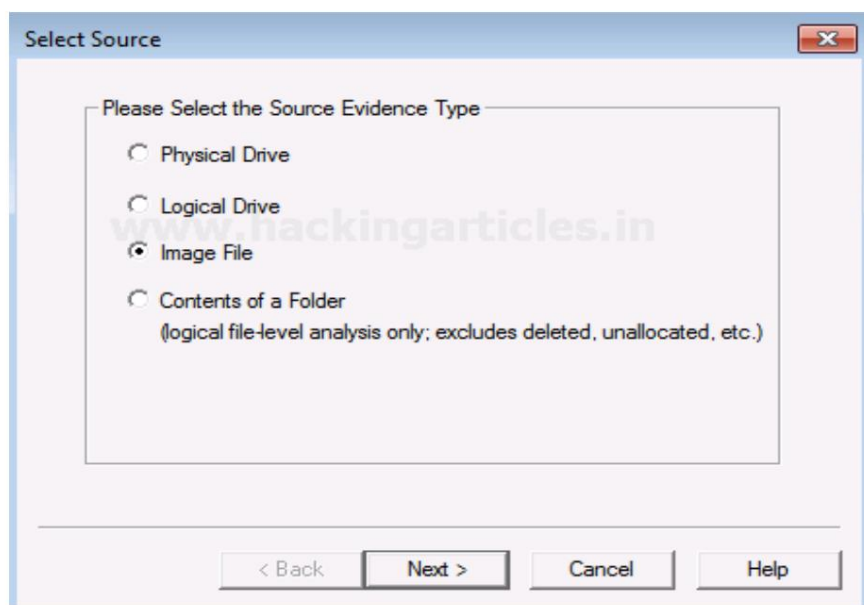 Select Source
Please Select the Source Evidence Type
Physical Drive
Logical Drive
www.hackingarticles.in
Image File
Contents of a Folder
(logical file-level analysis only; excludes deleted, unallocated, etc.)
< Back
Next >
Cancel
Help